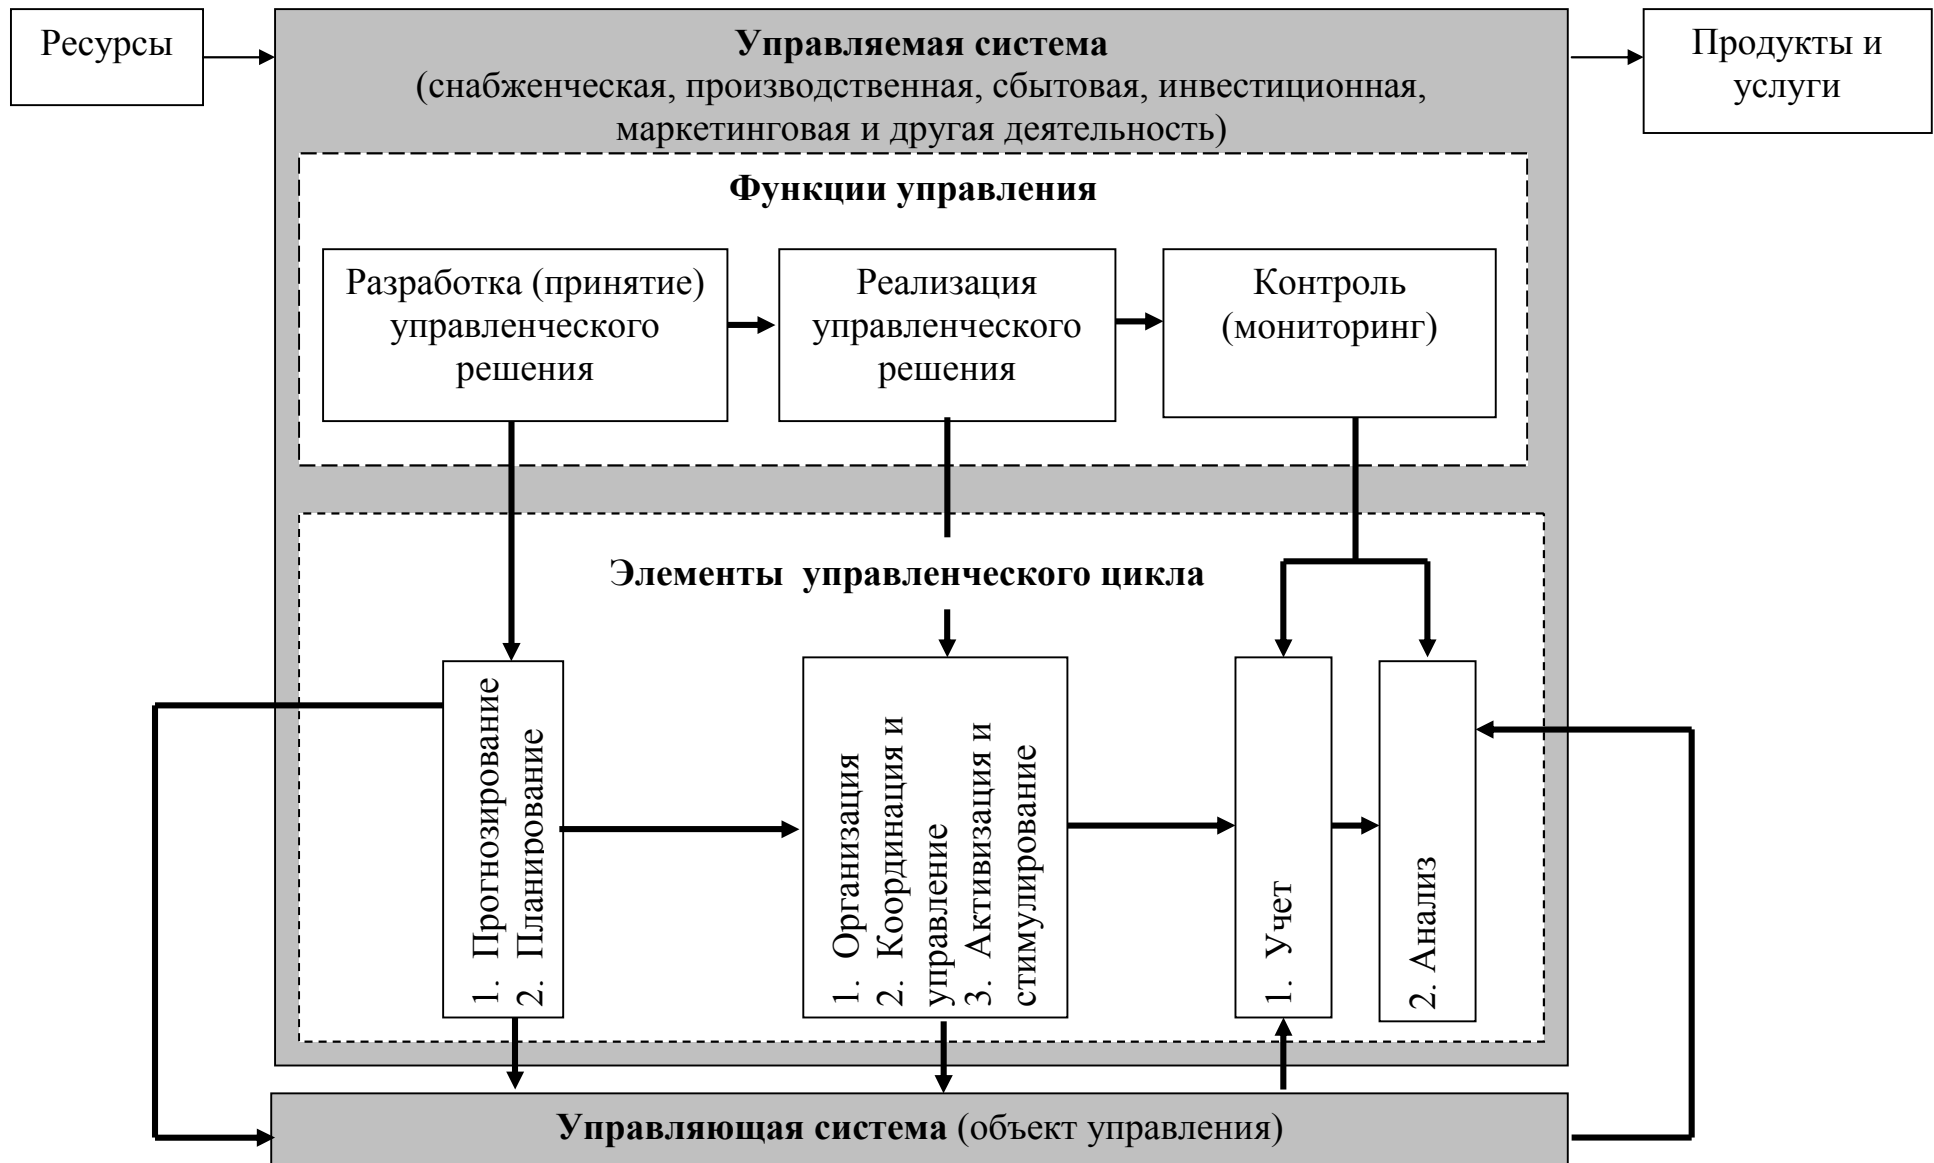 Ресурсы
Управляемая система
(снабженческая, производственная, сбытовая, инвестиционная,
маркетинговая и другая деятельность)
Продукты и
услуги
Функции управления
Разработка (принятие)
управленческого
решения
Реализация
управленческого
решения
Контроль
(мониторинг)
Элементы управленческого цикла
1. Прогнозирование
2. Планирование
1. Организация
2. Координация и
управление
3. Активизация и
стимулирование
1. Учет
2. Анализ
Управляющая система (объект управления)